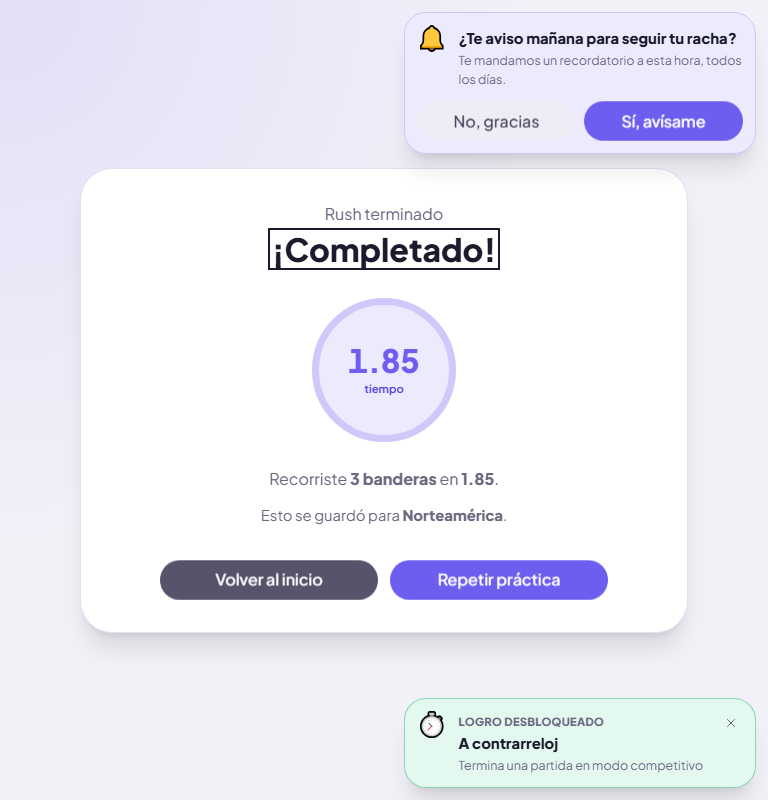 ¿Te aviso mañana para seguir tu racha?
Te mandamos un recordatorio a esta hora, todos
los días.
No, gracias
Sí, avísame
Rush terminado
¡Completado!
1.85
tiempo
Recorriste 3 banderas en 1.85.
Esto se guardó para Norteamérica.
Volver al inicio
Repetir práctica
LOGRO DESBLOQUEADO
A contrarreloj
Termina una partida en modo competitivo